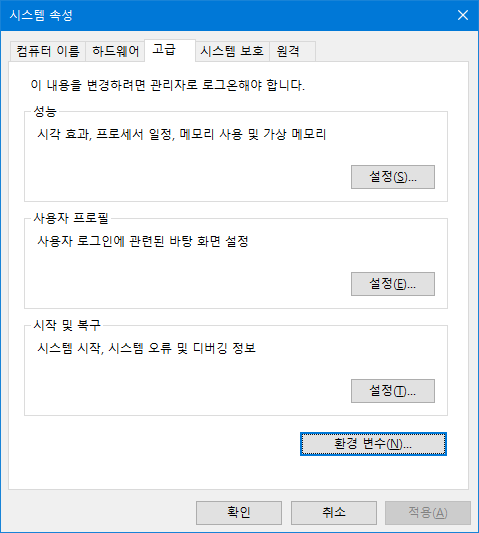 시스템 속성
컴퓨터 이름 하드웨어 고급 시스템 보호 원격
이 내용을 변경하려면 관리자로 로그온해야 합니다.
성능
시각 효과, 프로세서 일정, 메모리 사용 및 가상 메모리
설정(S)...
사용자 프로필
사용자 로그인에 관련된 바탕 화면 설정
설정(E)...
시작 및 복구
시스템 시작, 시스템 오류 및 디버깅 정보
설정(T)...
환경 변수(N)...
확인 취소 적용(A)